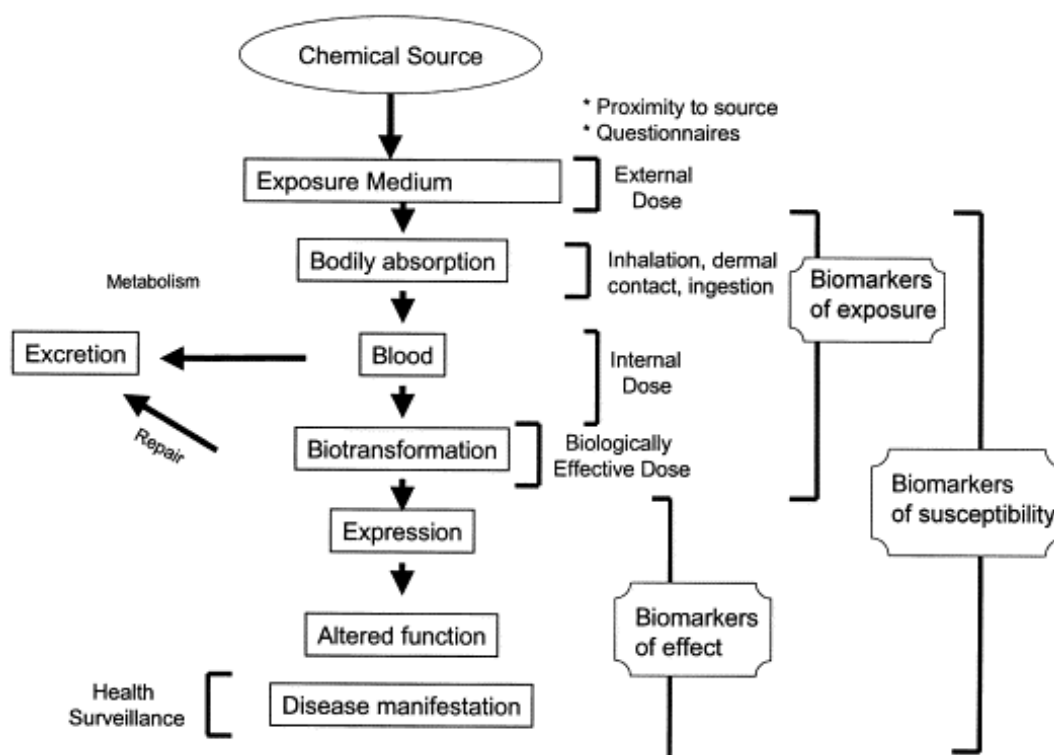 Chemical Source
* Proximity to source
* Questionnaires
Exposure Medium
External
Dose
Bodily absorption
Inhalation, dermal
contact, ingestion
Biomarkers
of exposure
Metabolism
Excretion
Blood
Internal
Dose
Repair
Biotransformation
Biologically
Effective Dose
Biomarkers
of susceptibility
Expression
Biomarkers
of effect
Altered function
Health
Surveillance
Disease manifestation